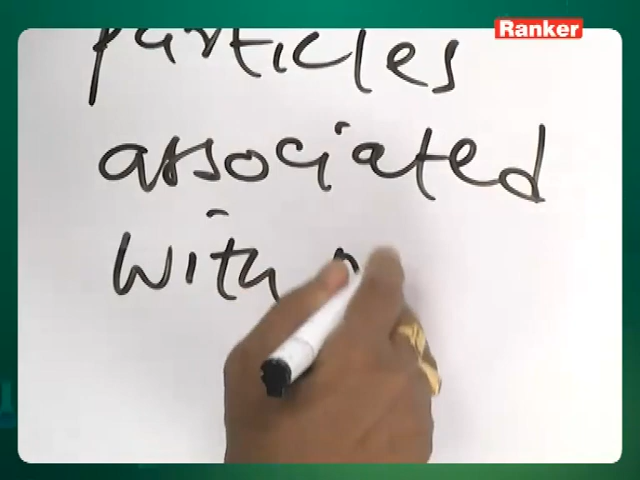 Ranker
particles
associated
with